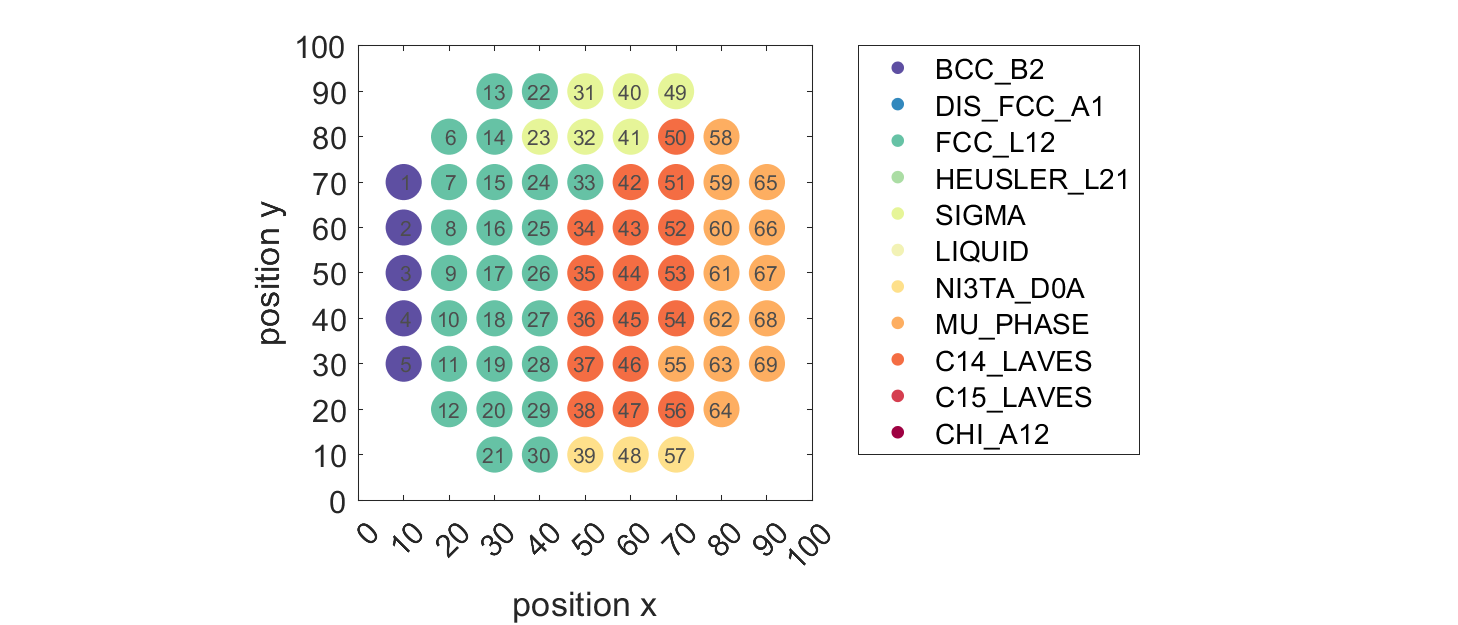 100
90
80
70
60
50
40
30
20
10
0
position y
13 22 31 40 49
6 14 23 32 41 50 58
1 7 15 24 33 42 51 59 65
2 8 16 25 34 43 52 60 66
3 9 17 26 35 44 53 61 67
4 10 18 27 36 45 54 62 68
5 11 19 28 37 46 55 63 69
12 20 29 38 47 56 64
21 30 39 48 57
0 10 20 30 40 50 60 70 80 90 100
position x
BCC_B2
DIS_FCC_A1
FCC_L12
HEUSLER_L21
SIGMA
LIQUID
NI3TA_D0A
MU_PHASE
C14_LAVES
C15_LAVES
CHI_A12